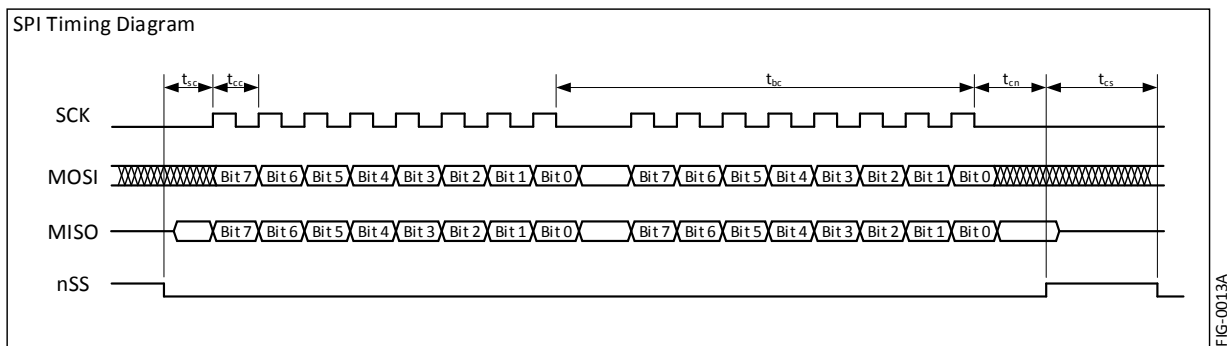 SPI Timing Diagram
tsc tcc tbc tcn tcs
SCK
MOSI Bit 7 Bit 6 Bit 5 Bit 4 Bit 3 Bit 2 Bit 1 Bit 0 Bit 7 Bit 6 Bit 5 Bit 4 Bit 3 Bit 2 Bit 1 Bit 0
MISO Bit 7 Bit 6 Bit 5 Bit 4 Bit 3 Bit 2 Bit 1 Bit 0 Bit 7 Bit 6 Bit 5 Bit 4 Bit 3 Bit 2 Bit 1 Bit 0
nSS
FIG-0013A